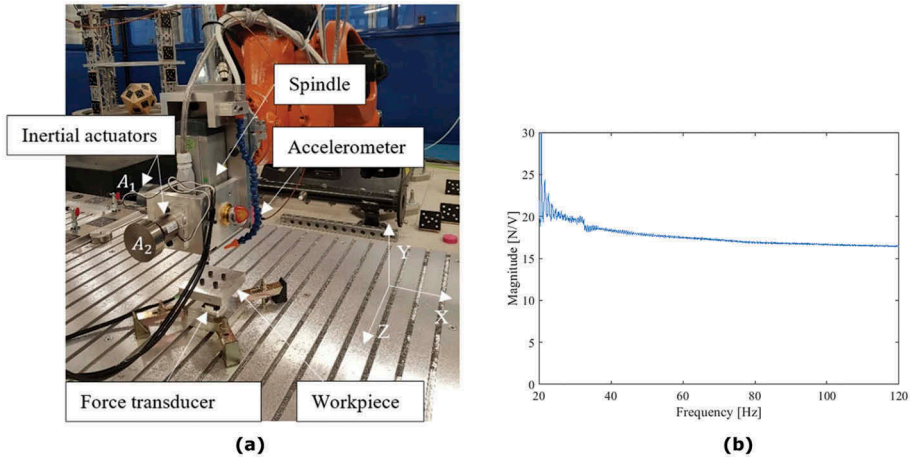 Spindle
Inertial actuators
Accelerometer
A1
A2
Y
X
Z
Force transducer
Workpiece
(a)
30
25
20
15
10
5
0
Magnitude [N/V]
20
40
60
80
100
120
Frequency [Hz]
(b)